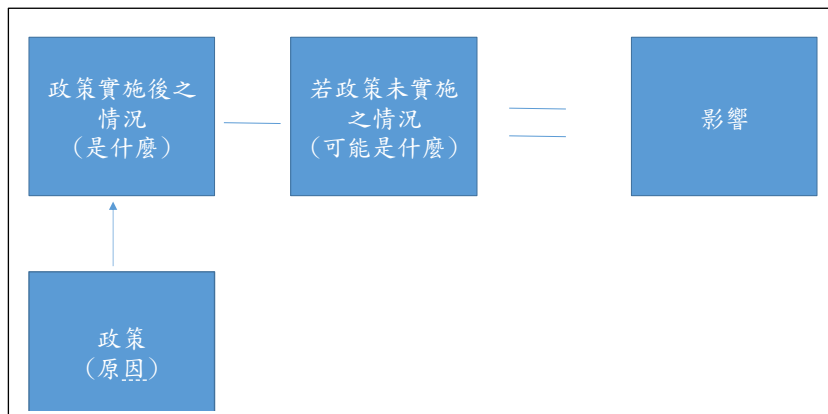 政策實施後之
情況
(是什麼)
若政策未實施
之情況
(可能是什麼)
影響
政策
(原因)